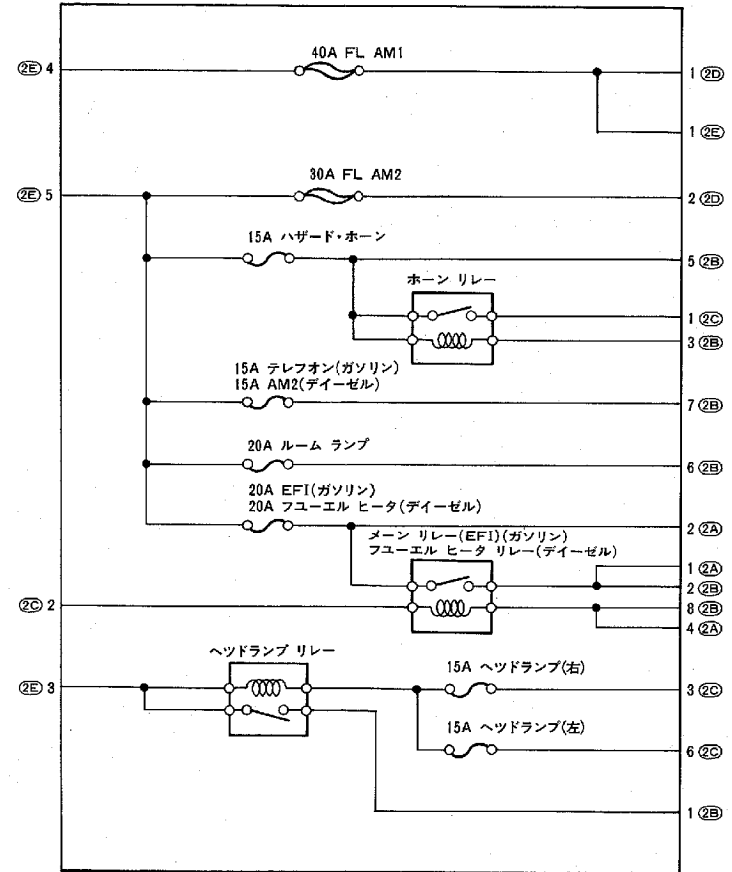 40A FL AM1
2E 4
1 2D
1 2E
30A FL AM2
2E 5
2 2D
15A ハザード・ホーン
5 2B
ホーン リレー
1 2C
3 2B
15A テレフオン(ガソリン)
15A AM2(デイーゼル)
7 2B
20A ルーム ランプ
6 2B
20A EFI(ガソリン)
20A フユーエル ヒータ(デイーゼル)
2 2A
メーン リレー(EFI)(ガソリン)
フユーエル ヒータ リレー(デイーゼル)
1 2A
2 2B
2C 2
8 2B
4 2A
ヘツドランプ リレー
15A ヘツドランプ(右)
2E 3
3 2C
15A ヘツドランプ(左)
6 2C
1 2B